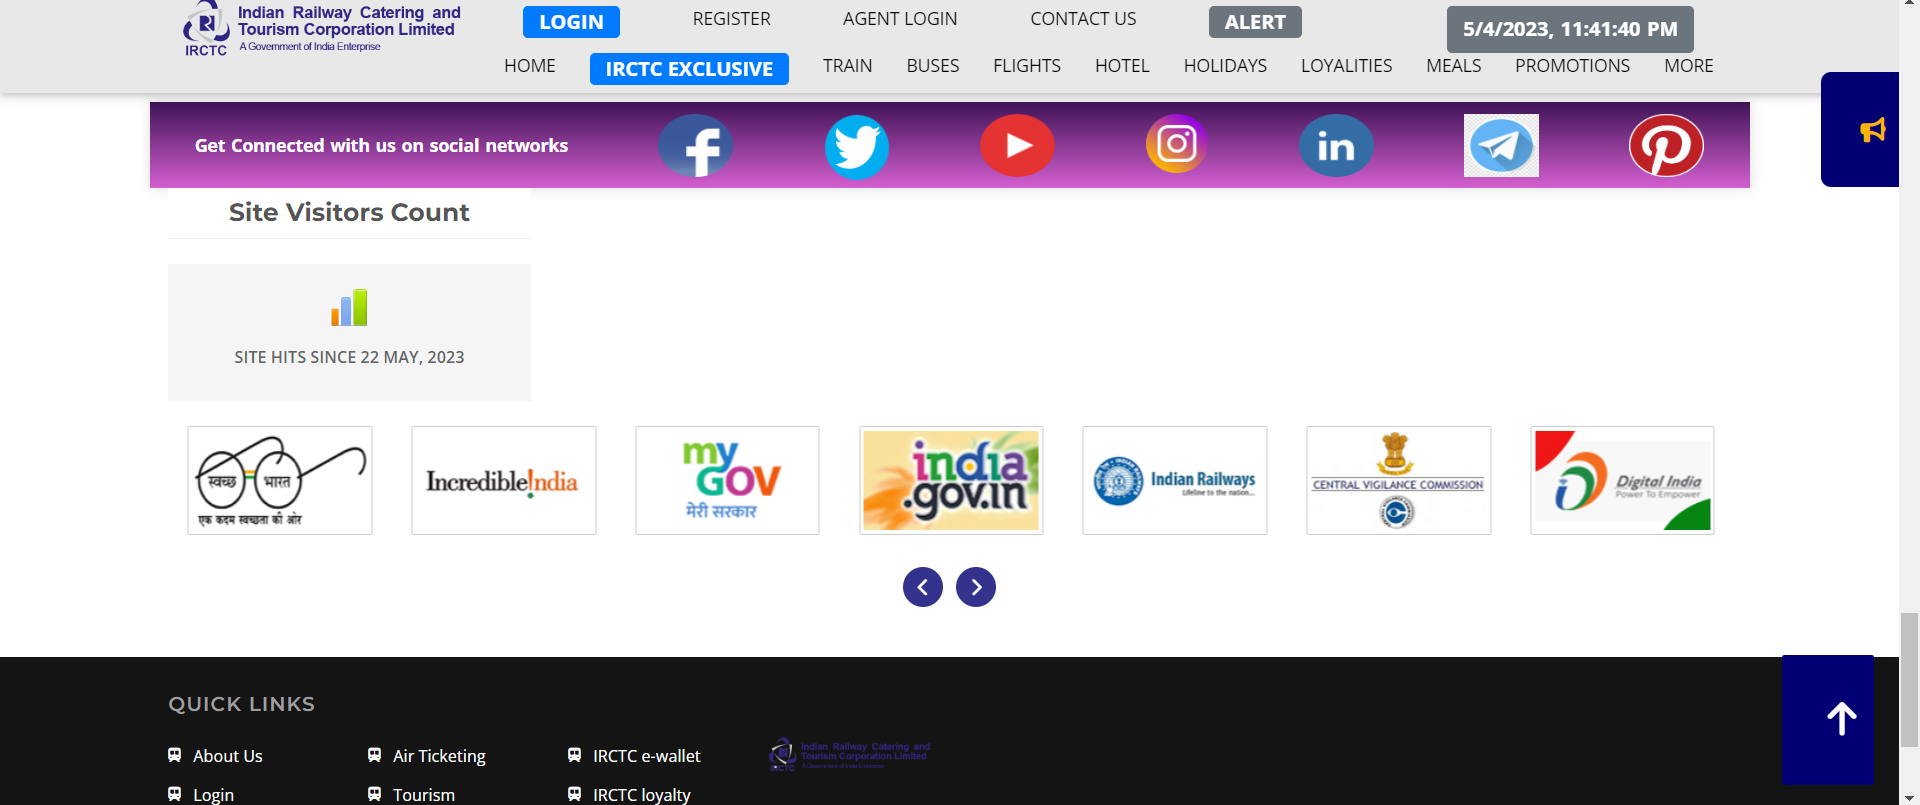 Indian Railway Catering and
Tourism Corporation Limited
A Government of India Enterprise
IRCTC
LOGIN
REGISTER
AGENT LOGIN
CONTACT US
ALERT
5/4/2023, 11:41:40 PM
HOME
IRCTC EXCLUSIVE
TRAIN
BUSES
FLIGHTS
HOTEL
HOLIDAYS
LOYALITIES
MEALS
PROMOTIONS
MORE
Get Connected with us on social networks
Site Visitors Count
SITE HITS SINCE 22 MAY, 2023
स्वच्छ भारत
एक कदम स्वच्छता की ओर
Incredible!ndia
my
GOV
मेरी सरकार
india
.gov.in
Indian Railways
Lifeline to the nation...
CENTRAL VIGILANCE COMMISSION
Digital India
Power To Empower
QUICK LINKS
About Us
Air Ticketing
IRCTC e-wallet
Indian Railway Catering and
Tourism Corporation Limited
A Government of India Enterprise
IRCTC
Login
Tourism
IRCTC loyalty